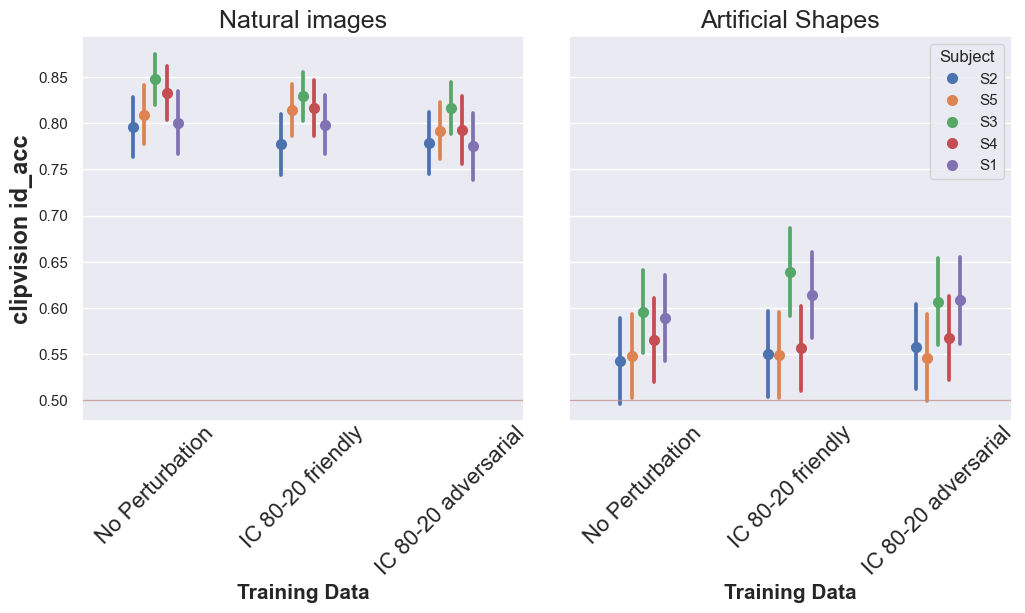 Natural images
Artificial Shapes
clipvision id_acc
0.85
0.80
0.75
0.70
0.65
0.60
0.55
0.50
Subject
S2
S5
S3
S4
S1
No Perturbation
IC 80-20 friendly
IC 80-20 adversarial
No Perturbation
IC 80-20 friendly
IC 80-20 adversarial
Training Data
Training Data